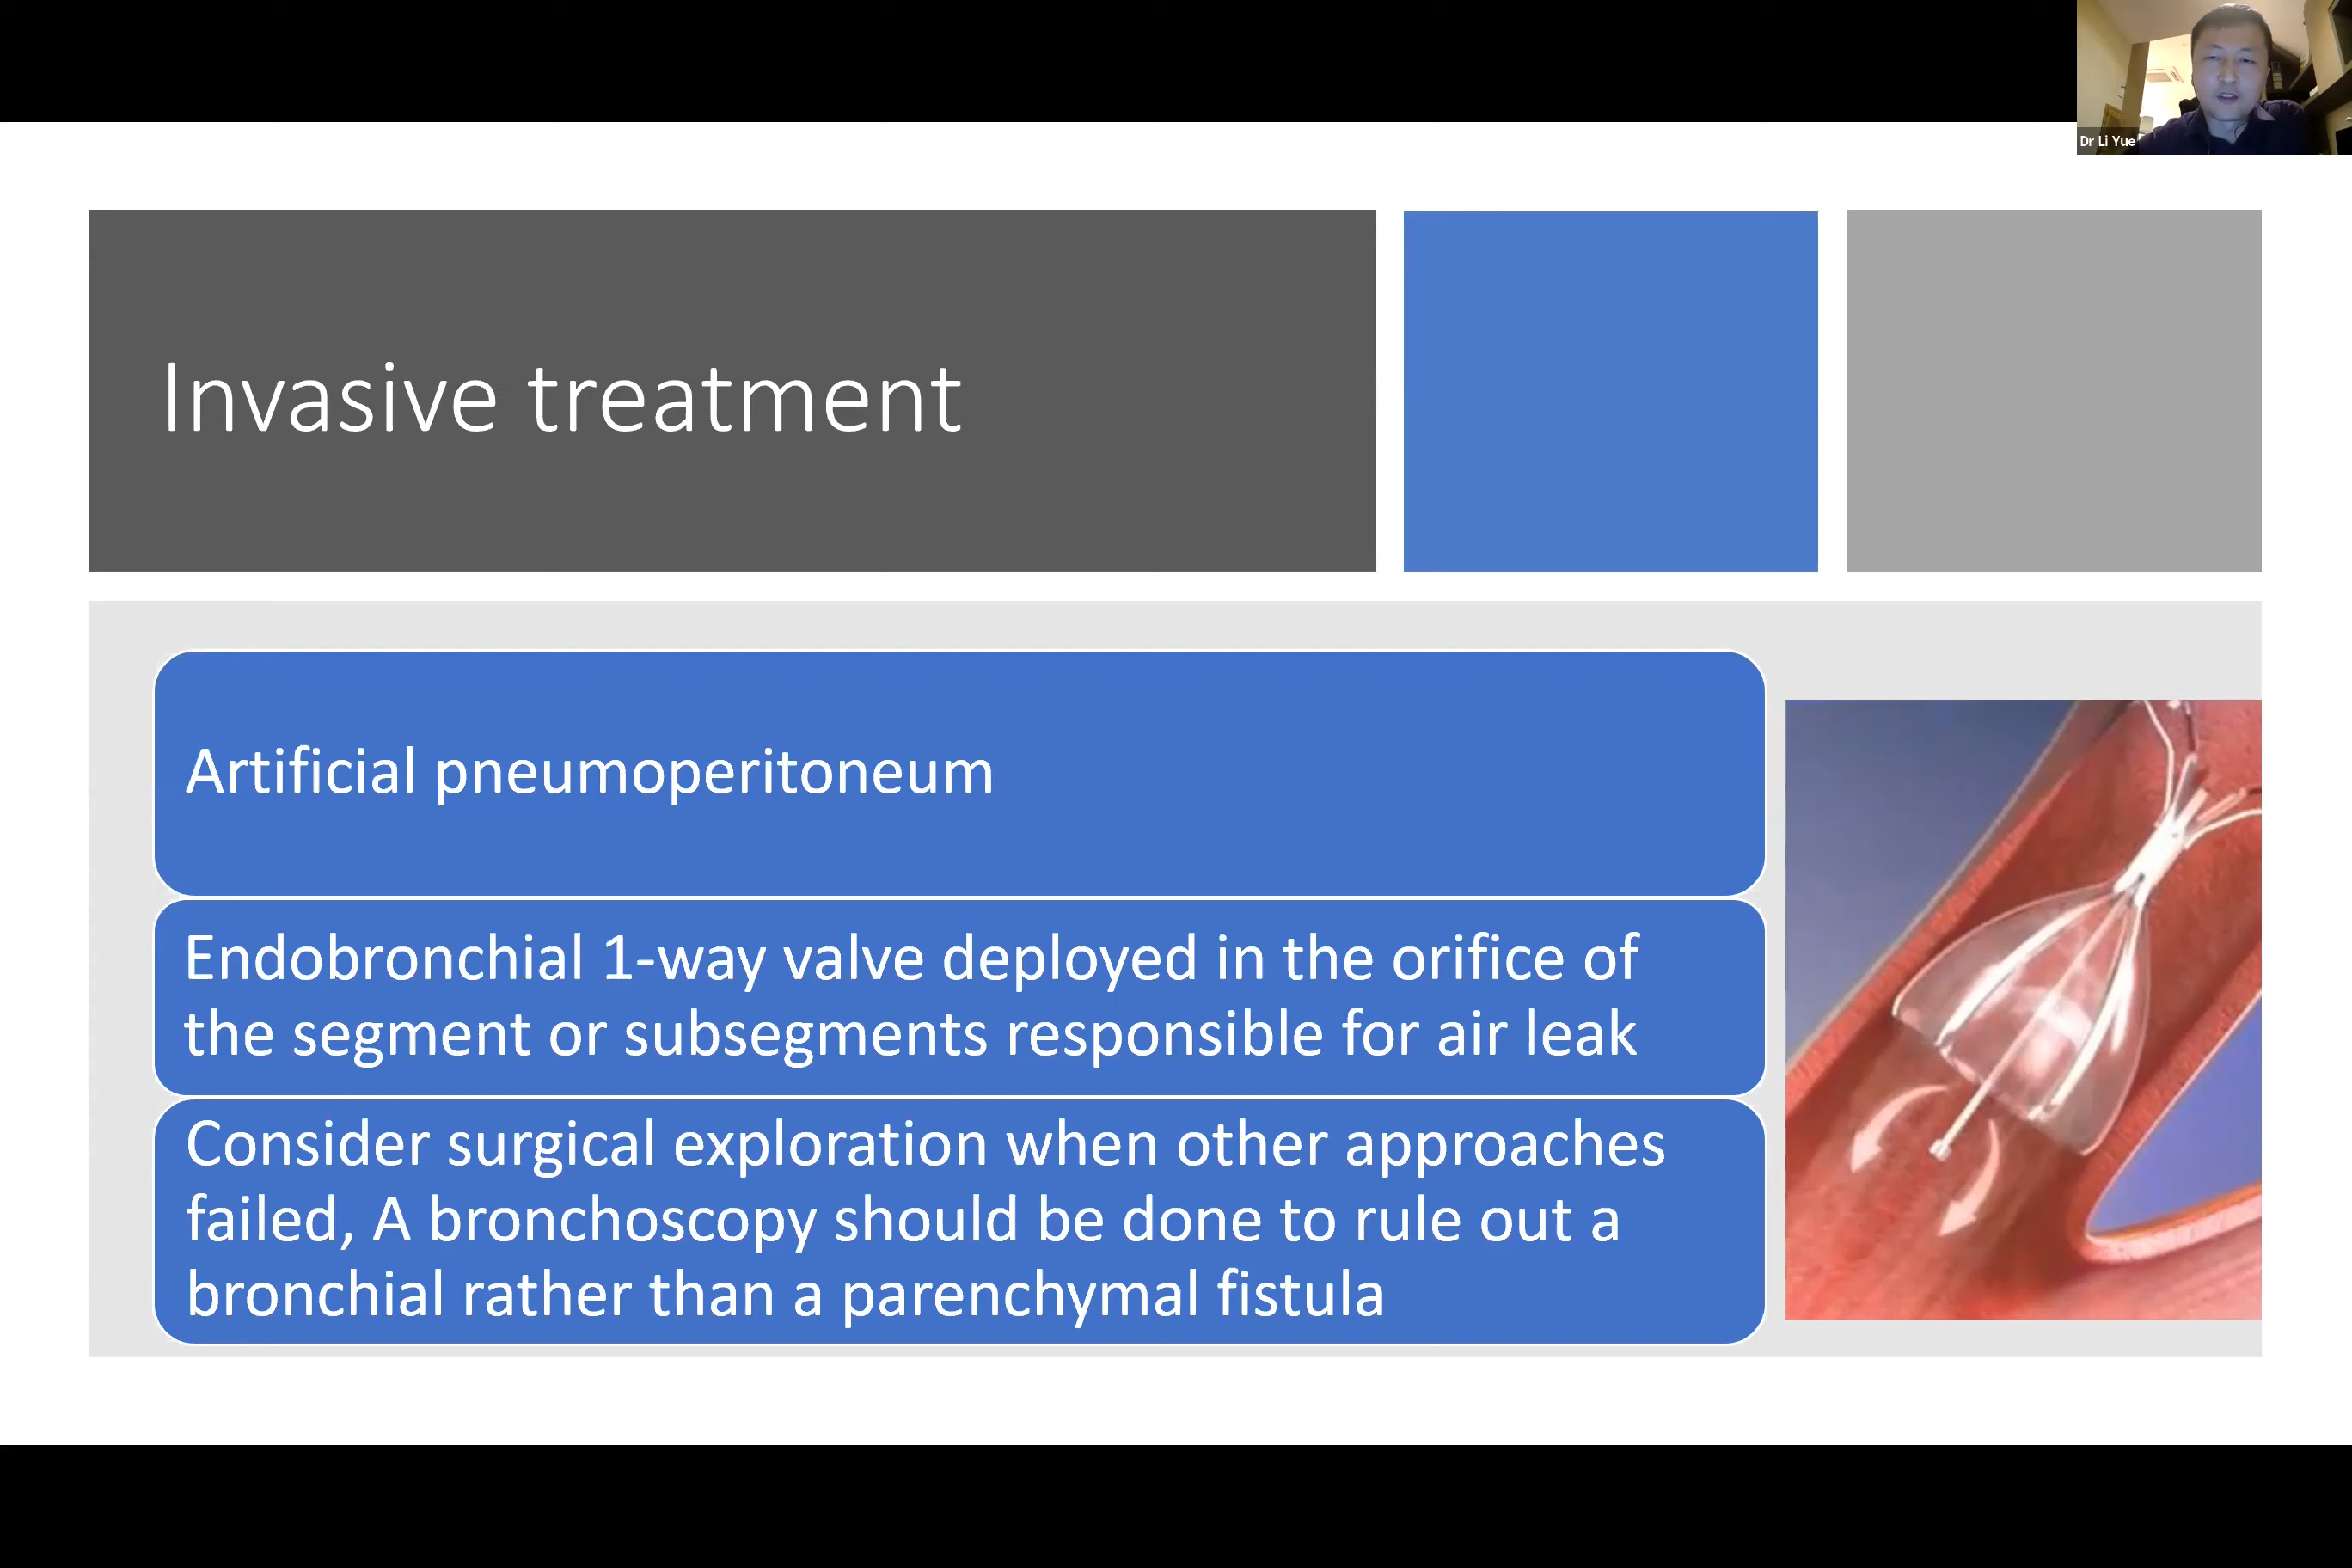 Dr Li Yue
Invasive treatment
Artificial pneumoperitoneum
Endobronchial 1-way valve deployed in the orifice of
the segment or subsegments responsible for air leak
Consider surgical exploration when other approaches
failed, A bronchoscopy should be done to rule out a
bronchial rather than a parenchymal fistula